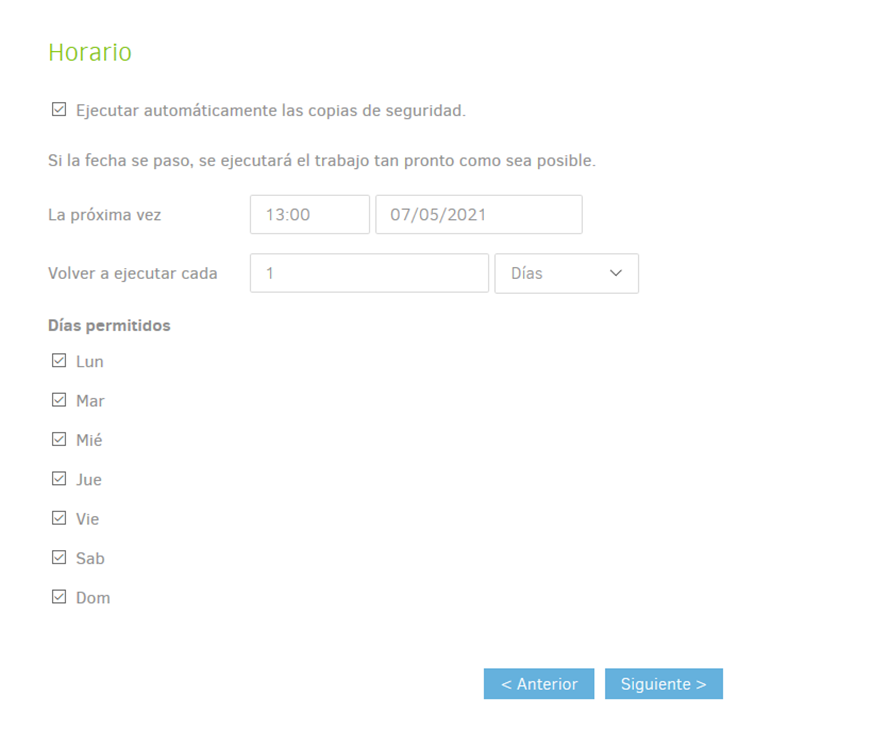 Horario
Ejecutar automáticamente las copias de seguridad.
Si la fecha se paso, se ejecutará el trabajo tan pronto como sea posible.
La próxima vez 13:00 07/05/2021
Volver a ejecutar cada 1 Días
Días permitidos
Lun
Mar
Mié
Jue
Vie
Sab
Dom
< Anterior Siguiente >